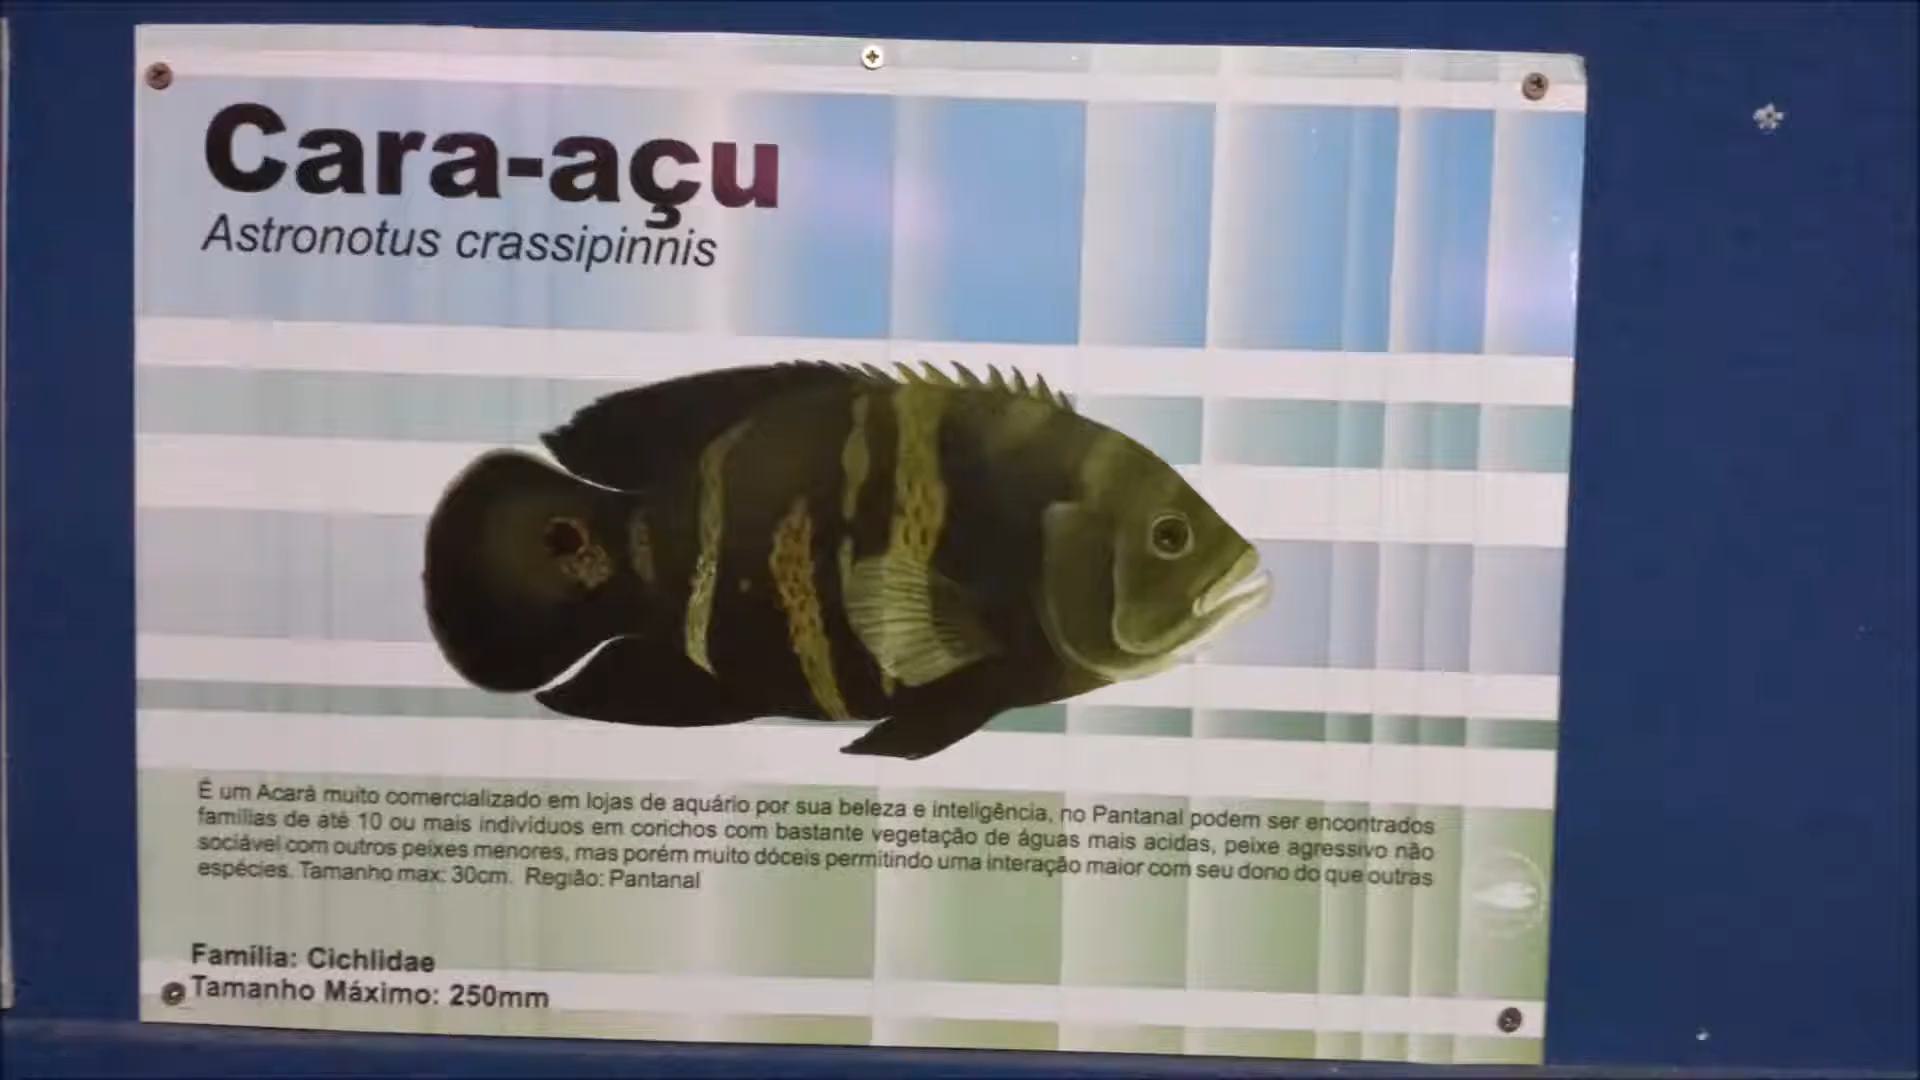 Cara-açu
Astronotus crassipinnis
É um Acará muito comercializado em lojas de aquário por sua beleza e inteligência, no Pantanal podem ser encontrados
famílias de até 10 ou mais indivíduos em corichos com bastante vegetação de águas mais acidas, peixe agressivo não
sociável com outros peixes menores, mas porém muito dóceis permitindo uma interação maior com seu dono do que outras
espécies. Tamanho max: 30cm. Região: Pantanal
Família: Cichlidae
Tamanho Máximo: 250mm